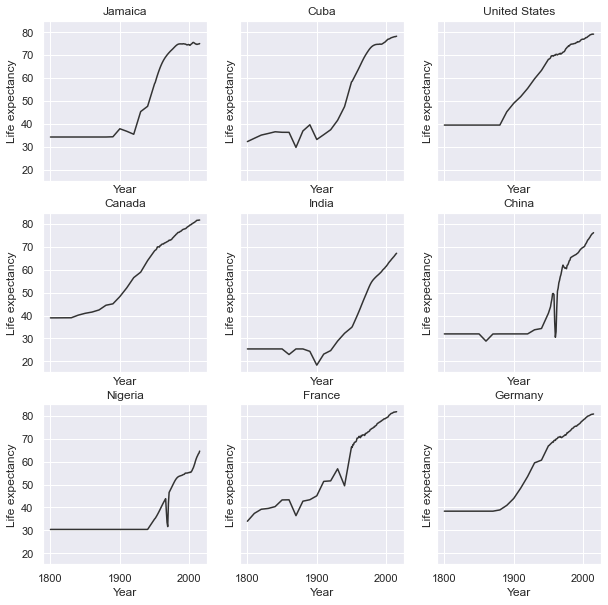 Jamaica
Cuba
United States
80
70
60
50
40
30
20
Life expectancy
Life expectancy
Life expectancy
Year
Year
Year
Canada
India
China
80
70
60
50
40
30
20
Life expectancy
Life expectancy
Life expectancy
Year
Year
Year
Nigeria
France
Germany
80
70
60
50
40
30
20
Life expectancy
Life expectancy
Life expectancy
1800
1900
2000
1800
1900
2000
1800
1900
2000
Year
Year
Year